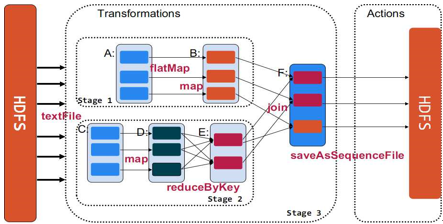 Transformations
Actions
HDFS
textFile
A:
B:
flatMap
map
Stage 1
C:
D:
E:
map
reduceByKey
Stage 2
F:
join
saveAsSequenceFile
Stage 3
HDFS